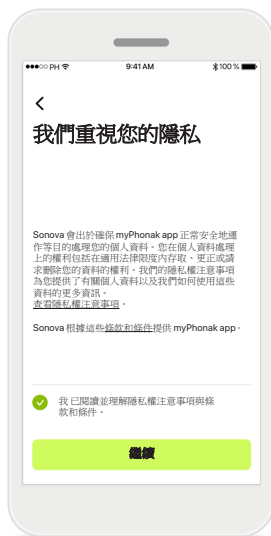 PH 9:41 AM 100 %
我們重視您的隱私
Sonova 會出於確保 myPhonak app 正常安全地運
作等目的處理您的個人資料。您在個人資料處理
上的權利包括在適用法律限度內存取、更正或請
求刪除您的資料的權利。我們的隱私權注意事項
為您提供了有關個人資料以及我們如何使用這些
資料的更多資訊。
查看隱私權注意事項。
Sonova 根據這些條款和條件提供 myPhonak app。
我已閱讀並理解隱私權注意事項與條
款和條件。
繼續